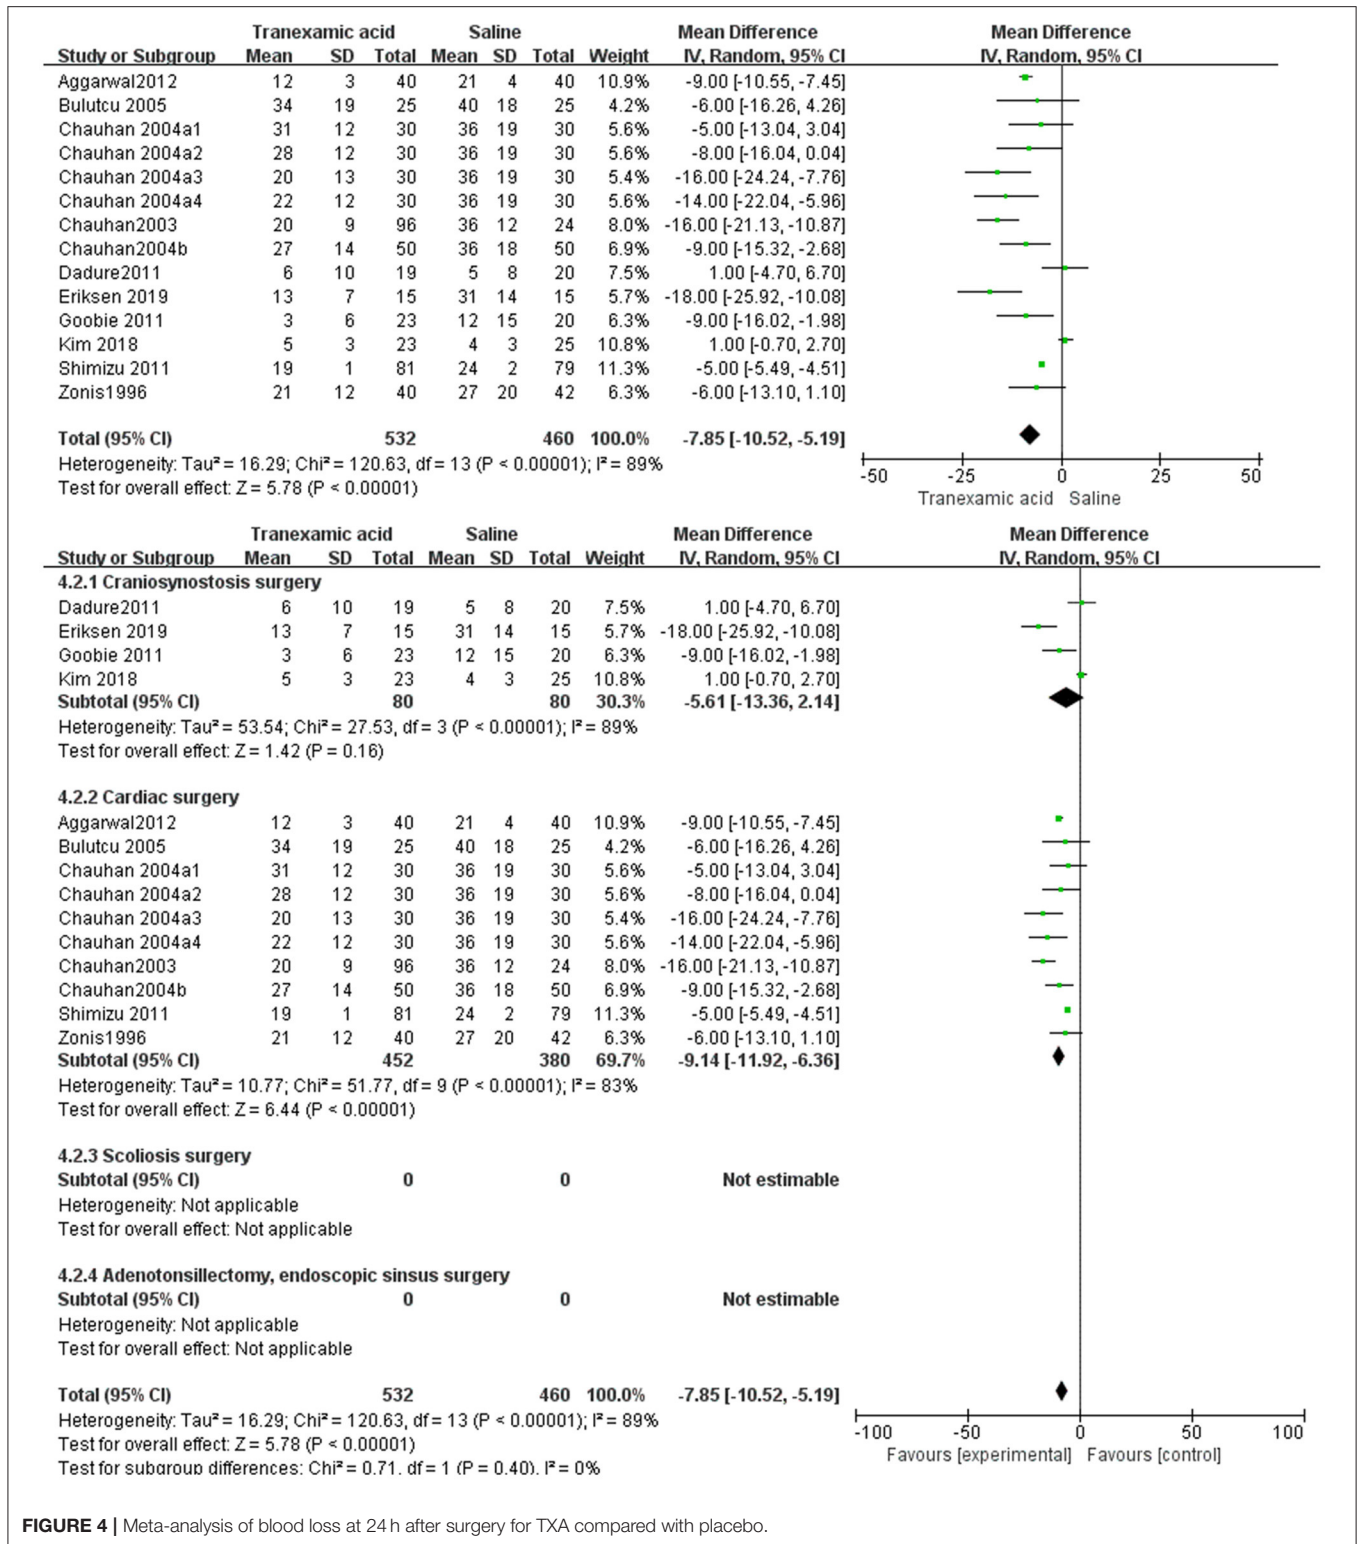 Tranexamic acid Saline Mean Difference Mean Difference
Study or Subgroup Mean SD Total Mean SD Total Weight IV, Random, 95% CI IV, Random, 95% CI
Aggarwal2012 12 3 40 21 4 40 10.9% -9.00 [-10.55, -7.45]
Bulutcu 2005 34 19 25 40 18 25 4.2% -6.00 [-16.26, 4.26]
Chauhan 2004a1 31 12 30 36 19 30 5.6% -5.00 [-13.04, 3.04]
Chauhan 2004a2 28 12 30 36 19 30 5.6% -8.00 [-16.04, 0.04]
Chauhan 2004a3 20 13 30 36 19 30 5.4% -16.00 [-24.24, -7.76]
Chauhan 2004a4 22 12 30 36 19 30 5.6% -14.00 [-22.04, -5.96]
Chauhan2003 20 9 96 36 12 24 8.0% -16.00 [-21.13, -10.87]
Chauhan2004b 27 14 50 36 18 50 6.9% -9.00 [-15.32, -2.68]
Dadure2011 6 10 19 5 8 20 7.5% 1.00 [-4.70, 6.70]
Eriksen 2019 13 7 15 31 14 15 5.7% -18.00 [-25.92, -10.08]
Goobie 2011 3 6 23 12 15 20 6.3% -9.00 [-16.02, -1.98]
Kim 2018 5 3 23 4 3 25 10.8% 1.00 [-0.70, 2.70]
Shimizu 2011 19 1 81 24 2 79 11.3% -5.00 [-5.49, -4.51]
Zonis1996 21 12 40 27 20 42 6.3% -6.00 [-13.10, 1.10]
Total (95% CI) 532 460 100.0% -7.85 [-10.52, -5.19]
Heterogeneity: Tau² = 16.29; Chi² = 120.63, df = 13 (P < 0.00001); I² = 89%
Test for overall effect: Z = 5.78 (P < 0.00001)
-50 -25 0 25 50
Tranexamic acid Saline
Tranexamic acid Saline Mean Difference Mean Difference
Study or Subgroup Mean SD Total Mean SD Total Weight IV, Random, 95% CI IV, Random, 95% CI
4.2.1 Craniosynostosis surgery
Dadure2011 6 10 19 5 8 20 7.5% 1.00 [-4.70, 6.70]
Eriksen 2019 13 7 15 31 14 15 5.7% -18.00 [-25.92, -10.08]
Goobie 2011 3 6 23 12 15 20 6.3% -9.00 [-16.02, -1.98]
Kim 2018 5 3 23 4 3 25 10.8% 1.00 [-0.70, 2.70]
Subtotal (95% CI) 80 80 30.3% -5.61 [-13.36, 2.14]
Heterogeneity: Tau² = 53.54; Chi² = 27.53, df = 3 (P < 0.00001); I² = 89%
Test for overall effect: Z = 1.42 (P = 0.16)
4.2.2 Cardiac surgery
Aggarwal2012 12 3 40 21 4 40 10.9% -9.00 [-10.55, -7.45]
Bulutcu 2005 34 19 25 40 18 25 4.2% -6.00 [-16.26, 4.26]
Chauhan 2004a1 31 12 30 36 19 30 5.6% -5.00 [-13.04, 3.04]
Chauhan 2004a2 28 12 30 36 19 30 5.6% -8.00 [-16.04, 0.04]
Chauhan 2004a3 20 13 30 36 19 30 5.4% -16.00 [-24.24, -7.76]
Chauhan 2004a4 22 12 30 36 19 30 5.6% -14.00 [-22.04, -5.96]
Chauhan2003 20 9 96 36 12 24 8.0% -16.00 [-21.13, -10.87]
Chauhan2004b 27 14 50 36 18 50 6.9% -9.00 [-15.32, -2.68]
Shimizu 2011 19 1 81 24 2 79 11.3% -5.00 [-5.49, -4.51]
Zonis1996 21 12 40 27 20 42 6.3% -6.00 [-13.10, 1.10]
Subtotal (95% CI) 452 380 69.7% -9.14 [-11.92, -6.36]
Heterogeneity: Tau² = 10.77; Chi² = 51.77, df = 9 (P < 0.00001); I² = 83%
Test for overall effect: Z = 6.44 (P < 0.00001)
4.2.3 Scoliosis surgery
Subtotal (95% CI) 0 0 Not estimable
Heterogeneity: Not applicable
Test for overall effect: Not applicable
4.2.4 Adenotonsillectomy, endoscopic sinsus surgery
Subtotal (95% CI) 0 0 Not estimable
Heterogeneity: Not applicable
Test for overall effect: Not applicable
Total (95% CI) 532 460 100.0% -7.85 [-10.52, -5.19]
Heterogeneity: Tau² = 16.29; Chi² = 120.63, df = 13 (P < 0.00001); I² = 89%
Test for overall effect: Z = 5.78 (P < 0.00001)
Test for subgroup differences: Chi² = 0.71, df = 1 (P = 0.40), I² = 0%
-100 -50 0 50 100
Favours [experimental] Favours [control]
FIGURE 4 | Meta-analysis of blood loss at 24 h after surgery for TXA compared with placebo.